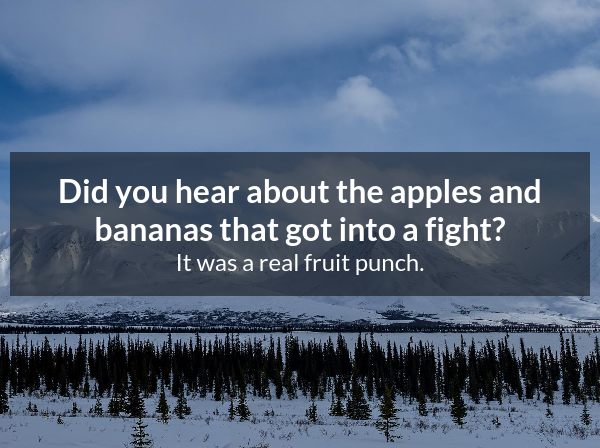 Did you hear about the apples and
bananas that got into a fight?
It was a real fruit punch.